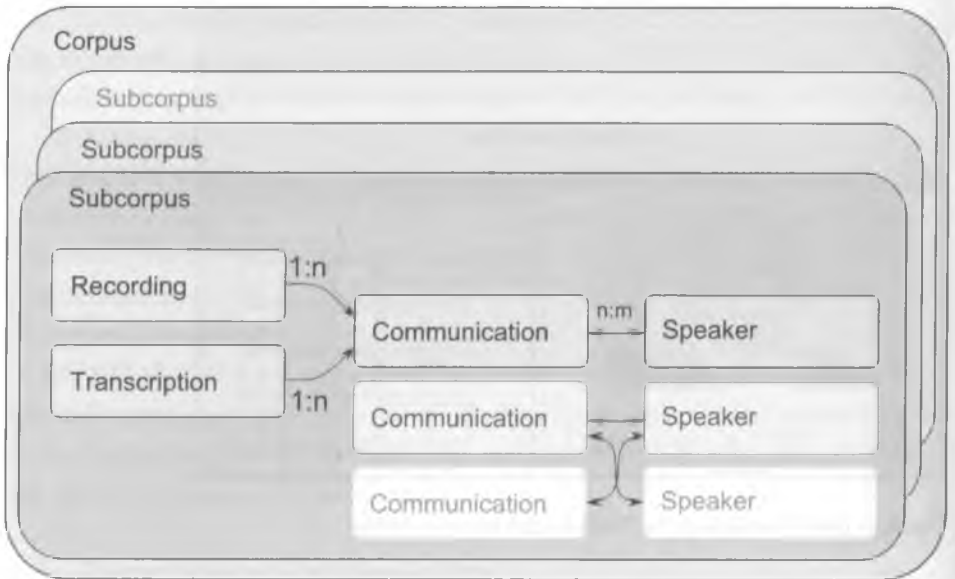 Corpus
Subcorpus
Subcorpus
Subcorpus
Recording
1:n
Communication
n:m
Speaker
Transcription
1:n
Communication
Speaker
Communication
Speaker